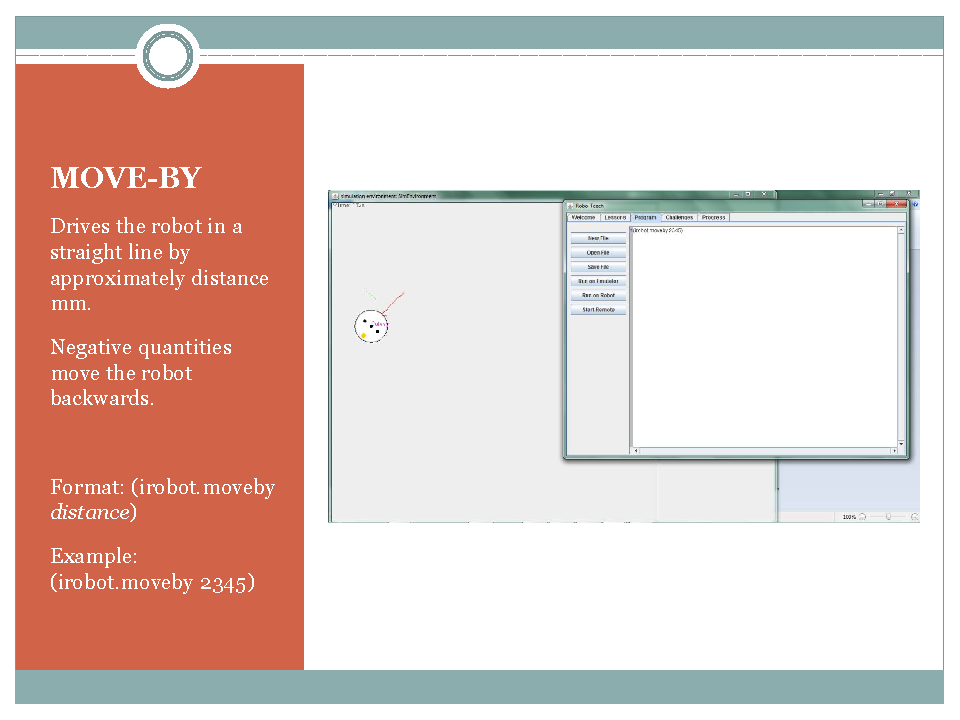 MOVE-BY
Drives the robot in a
straight line by
approximately distance
mm.
Negative quantities
move the robot
backwards.
Format: (irobot.moveby
distance)
Example:
(irobot.moveby 2345)
simulation environment: SimEnvironment
Robo Teach
Welcome Lessons Program Challenges Progress
(irobot.moveby 2345)
New File
Open File
Save File
Run on Emulator
Run on Robot
Start Remote
100%